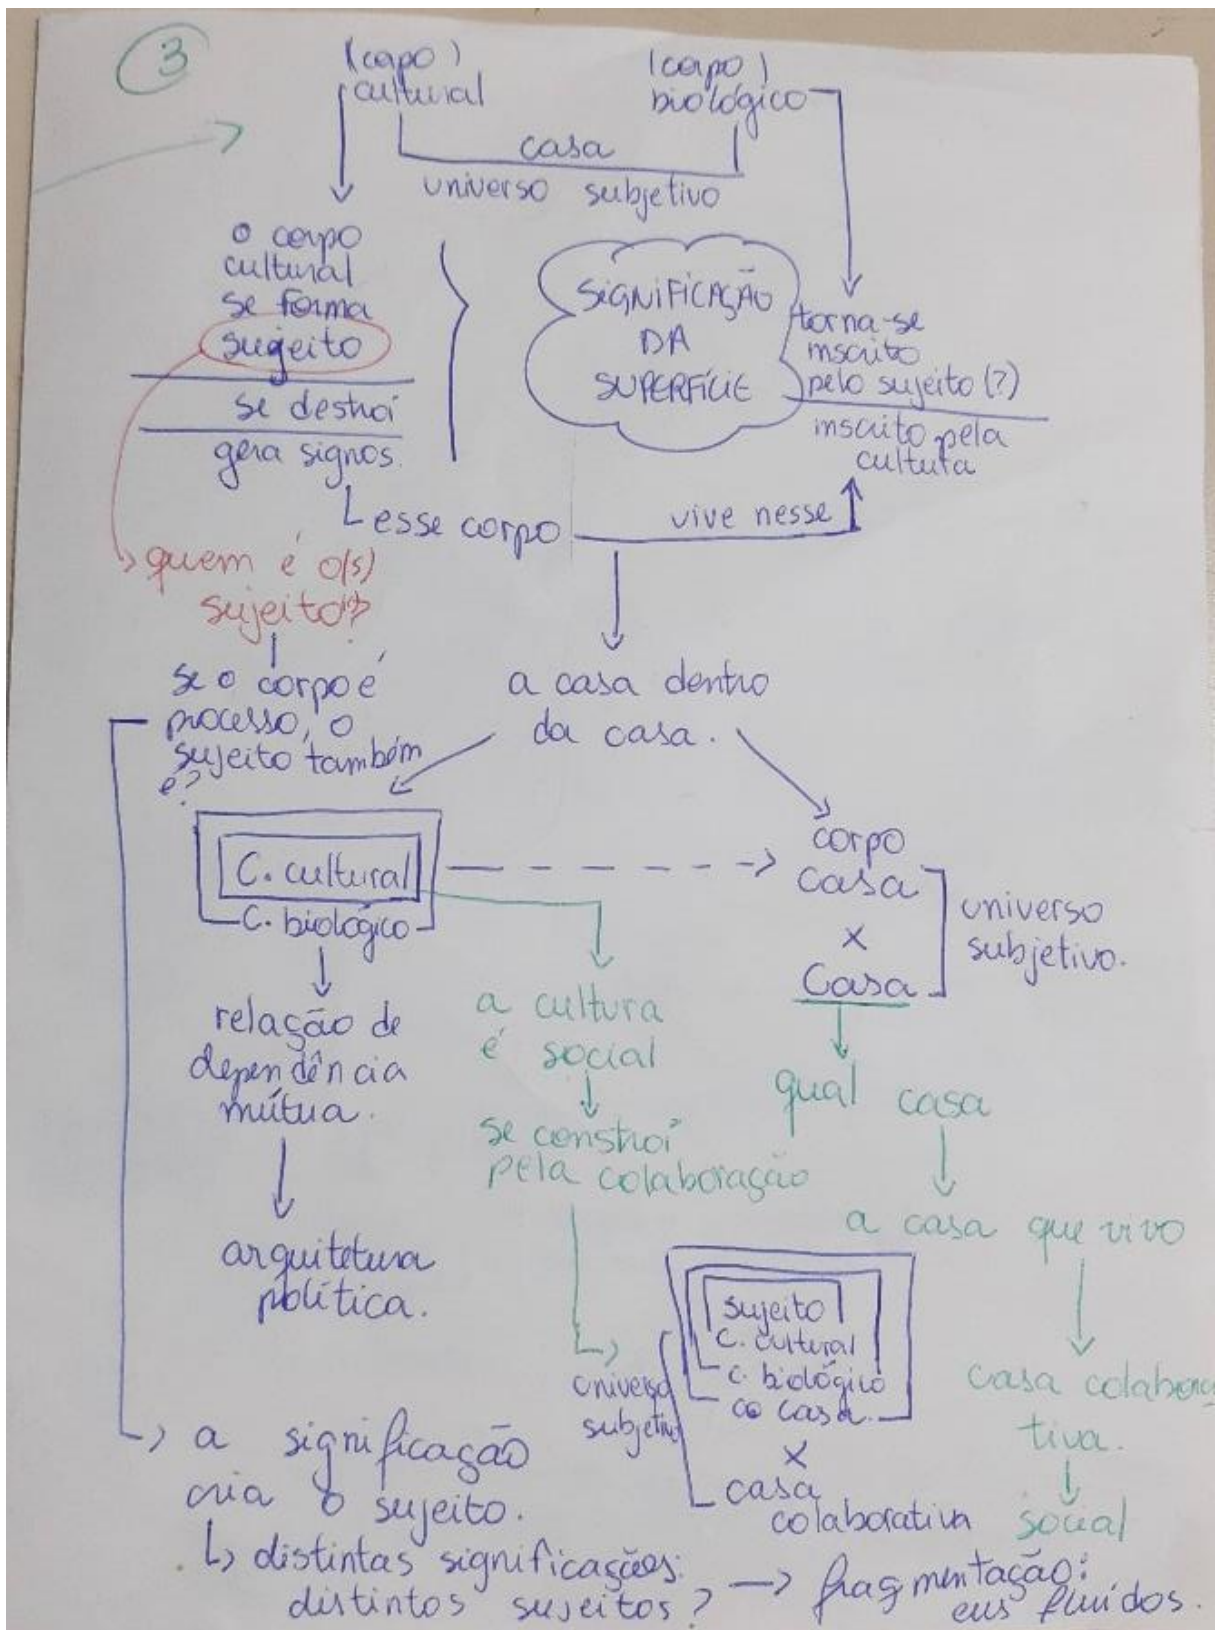 3
(corpo)
cultural
(corpo)
biológico
casa
universo subjetivo
o corpo
cultural
se forma
sujeito
se destrói
gera signos.
SIGNIFICAÇÃO
DA
SUPERFÍCIE
torna-se
inscrito
pelo sujeito (?)
inscrito pela
cultura
esse corpo
vive nesse
quem é o(s)
sujeito(s)?
se o corpo é
processo, o
sujeito também
é?
a casa dentro
da casa.
C. cultural
C. biológico
corpo
casa
x
Casa
universo
subjetivo.
relação de
dependência
mútua.
arquitetura
política.
a cultura
é social
se constrói
pela colaboração
qual casa
a casa que vivo
casa colabora
tiva.
social
universo
subjetivo
sujeito
C. cultural
C. biológico
co casa.
x
casa
colaborativa
a significação
cria o sujeito.
distintas significações:
distintos sujeitos? -> fragmentação:
eus fluídos.